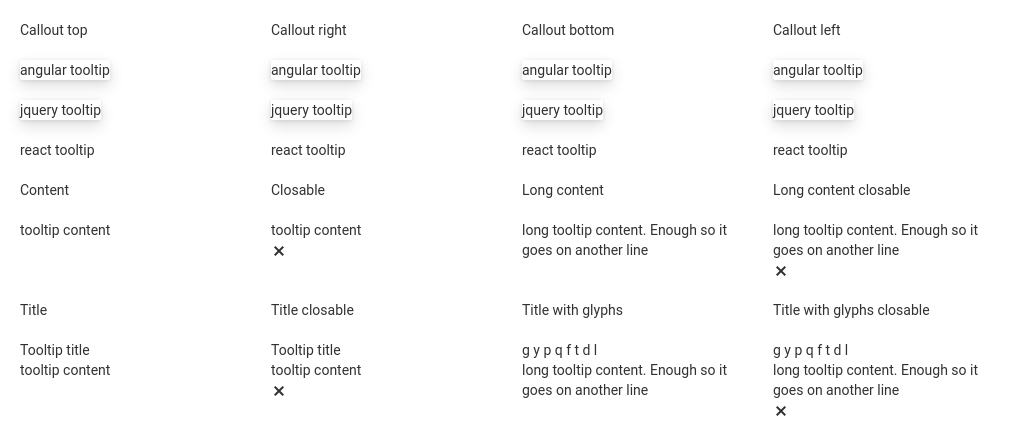 Callout top Callout right Callout bottom Callout left
angular tooltip angular tooltip angular tooltip angular tooltip
jquery tooltip jquery tooltip jquery tooltip jquery tooltip
react tooltip react tooltip react tooltip react tooltip
Content Closable Long content Long content closable
tooltip content tooltip content long tooltip content. Enough so it long tooltip content. Enough so it
goes on another line goes on another line
Title Title closable Title with glyphs Title with glyphs closable
Tooltip title Tooltip title g y p q f t d l g y p q f t d l
tooltip content tooltip content long tooltip content. Enough so it long tooltip content. Enough so it
goes on another line goes on another line